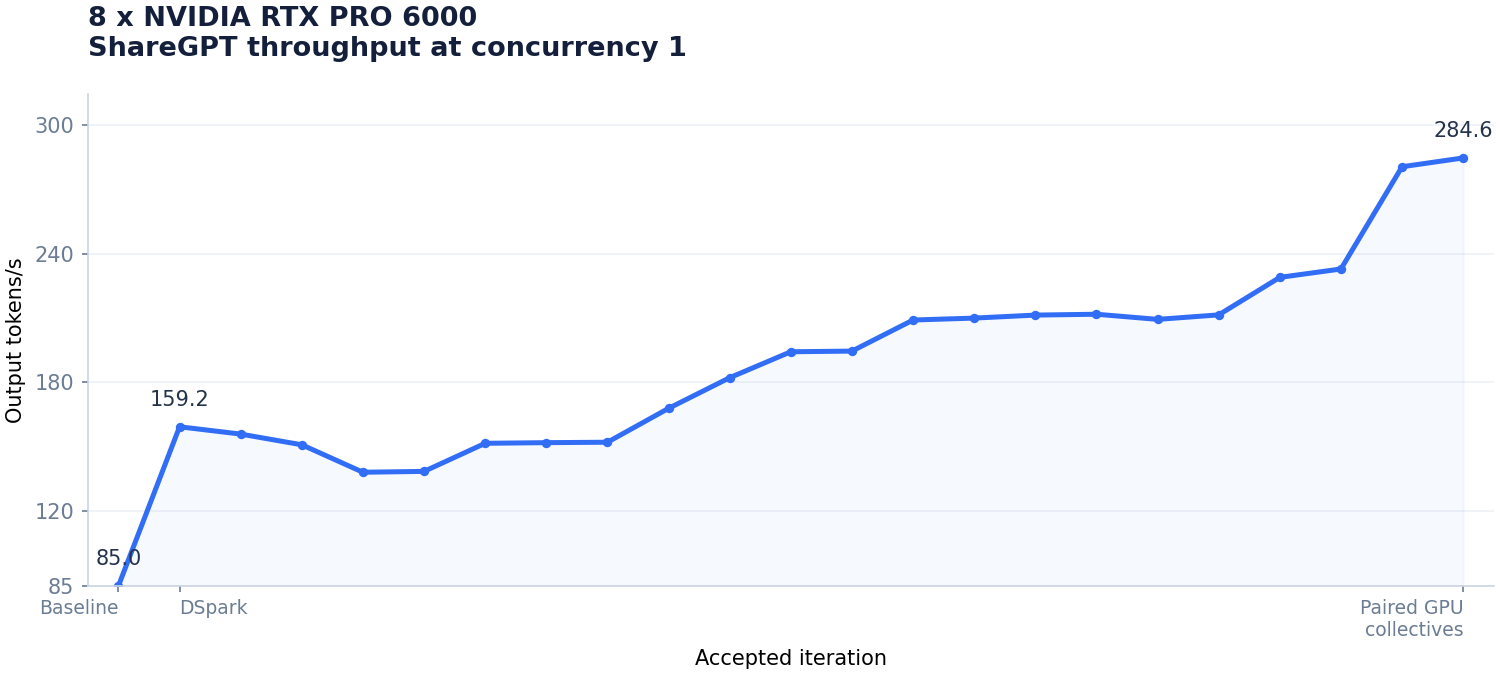 8 x NVIDIA RTX PRO 6000
ShareGPT throughput at concurrency 1
300
284.6
240
Output tokens/s
180
159.2
120
85.0
85
Baseline
DSpark
Paired GPU
collectives
Accepted iteration